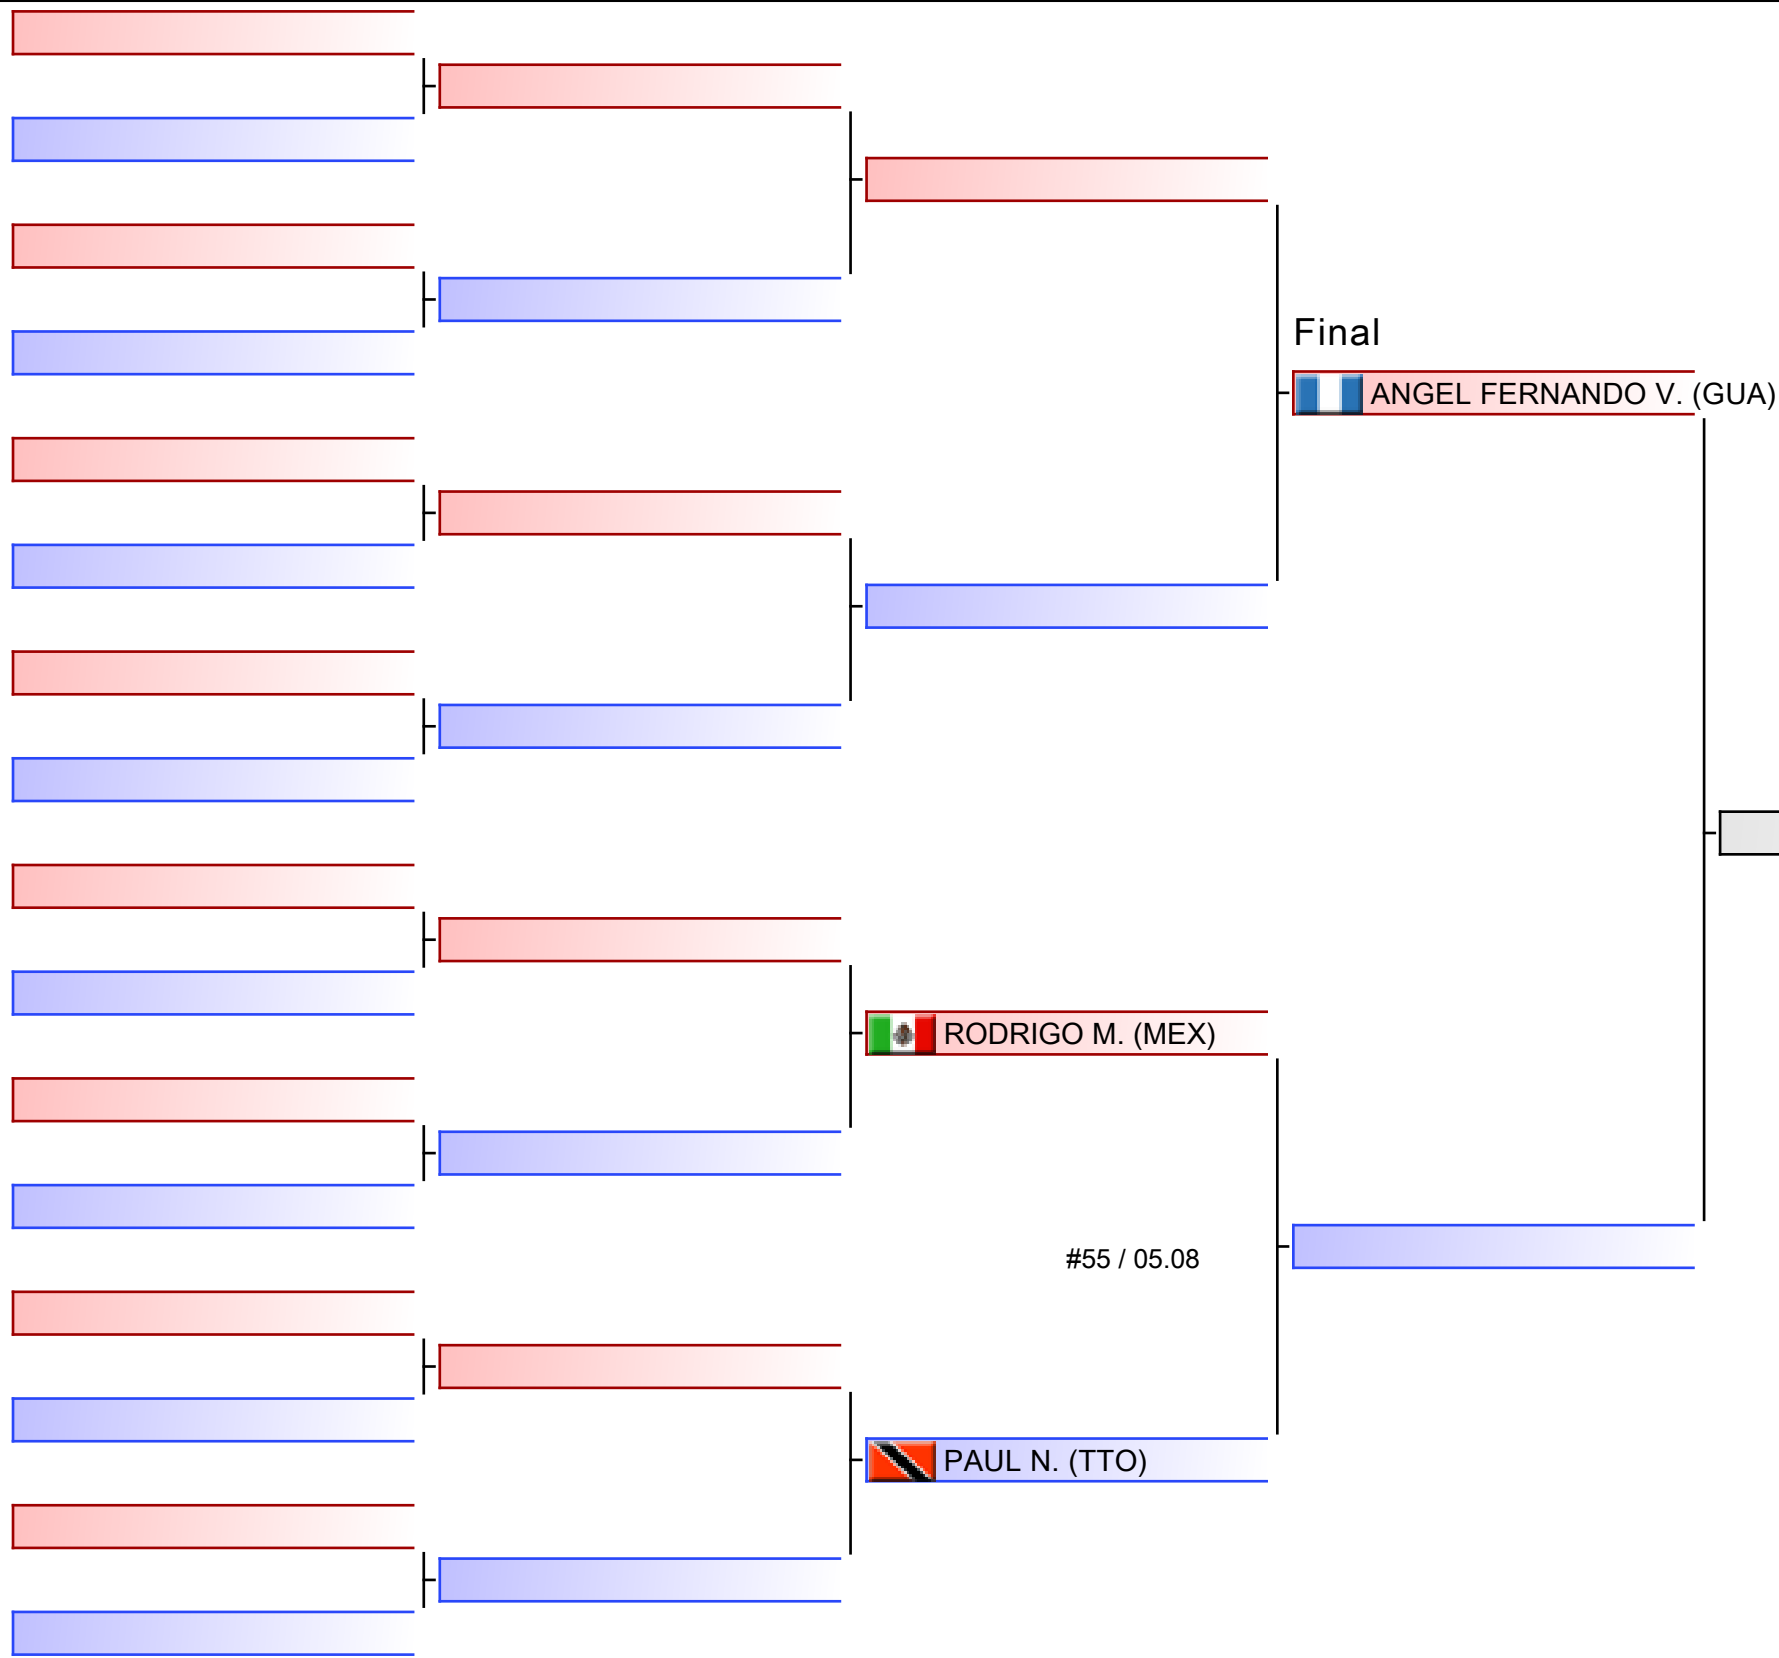 Final
ANGEL FERNANDO V. (GUA)
RODRIGO M. (MEX)
#55 / 05.08
PAUL N. (TTO)